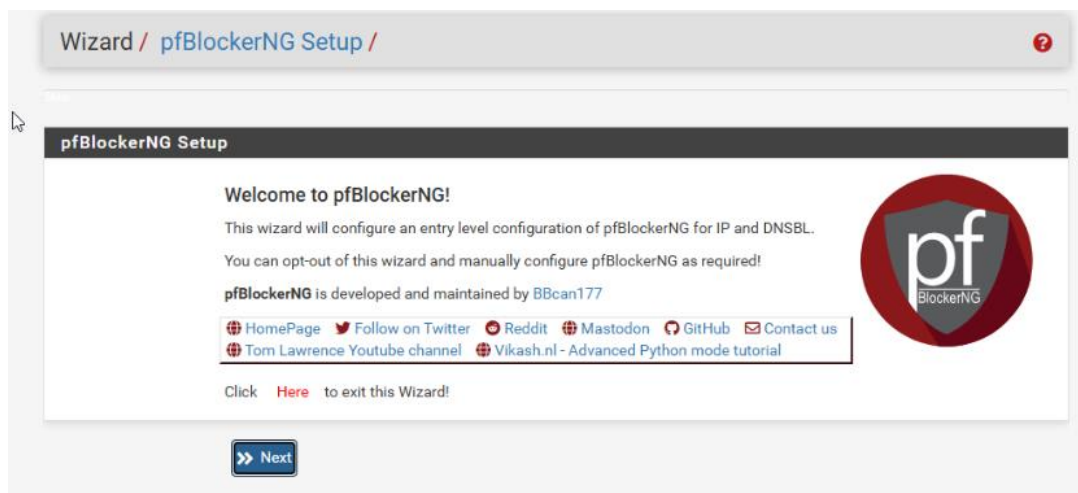 Wizard / pfBlockerNG Setup /
pfBlockerNG Setup
Welcome to pfBlockerNG!
This wizard will configure an entry level configuration of pfBlockerNG for IP and DNSBL.
You can opt-out of this wizard and manually configure pfBlockerNG as required!
pfBlockerNG is developed and maintained by BBcan177
HomePage Follow on Twitter Reddit Mastodon GitHub Contact us
Tom Lawrence Youtube channel Vikash.nl - Advanced Python mode tutorial
Click Here to exit this Wizard!
pf
BlockerNG
Next